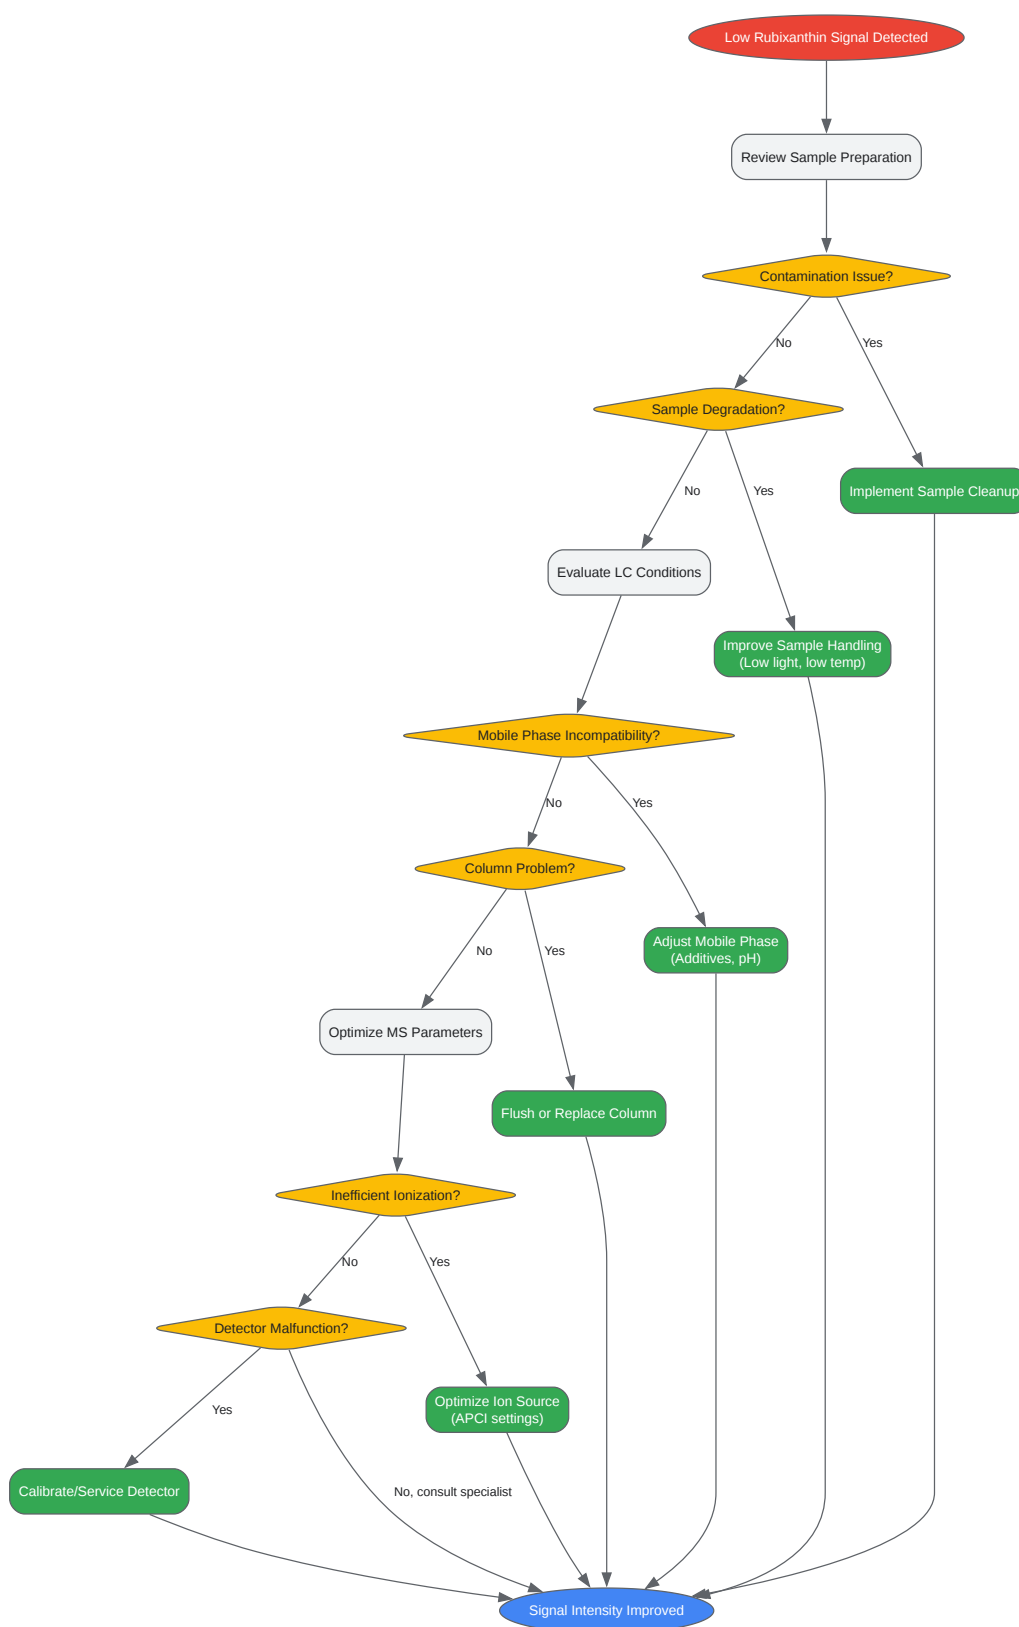 Low Rubixanthin Signal Detected
Review Sample Preparation
Contamination Issue?
No
Yes
Sample Degradation?
No
Yes
Implement Sample Cleanup
Evaluate LC Conditions
Improve Sample Handling
(Low light, low temp)
Mobile Phase Incompatibility?
No
Yes
Column Problem?
No
Yes
Adjust Mobile Phase
(Additives, pH)
Optimize MS Parameters
Flush or Replace Column
Inefficient Ionization?
No
Yes
Detector Malfunction?
Yes
Optimize Ion Source
(APCI settings)
Calibrate/Service Detector
No, consult specialist
Signal Intensity Improved